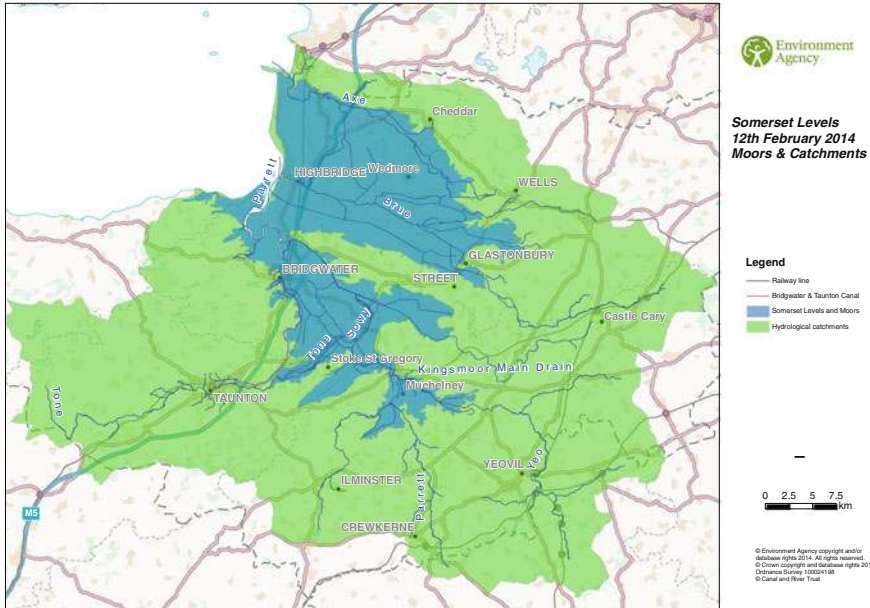 Environment
Agency
Somerset Levels
12th February 2014
Moors & Catchments
Axe
Cheddar
Parrett
HIGHBRIDGE
Wedmore
WELLS
Brue
GLASTONBURY
BRIDGWATER
STREET
Castle Cary
Tone
Sowy
Stoke St Gregory
Kingsmoor Main Drain
Muchelney
Tone
TAUNTON
YEOVIL
Yeo
ILMINSTER
Parrett
CREWKERNE
M5
Legend
Railway line
Bridgwater & Taunton Canal
Somerset Levels and Moors
Hydrological catchments
0 2.5 5 7.5
km
© Environment Agency copyright and/or
database rights 2014. All rights reserved.
© Crown copyright and database rights 201
Ordnance Survey 100024198
© Canal and River Trust